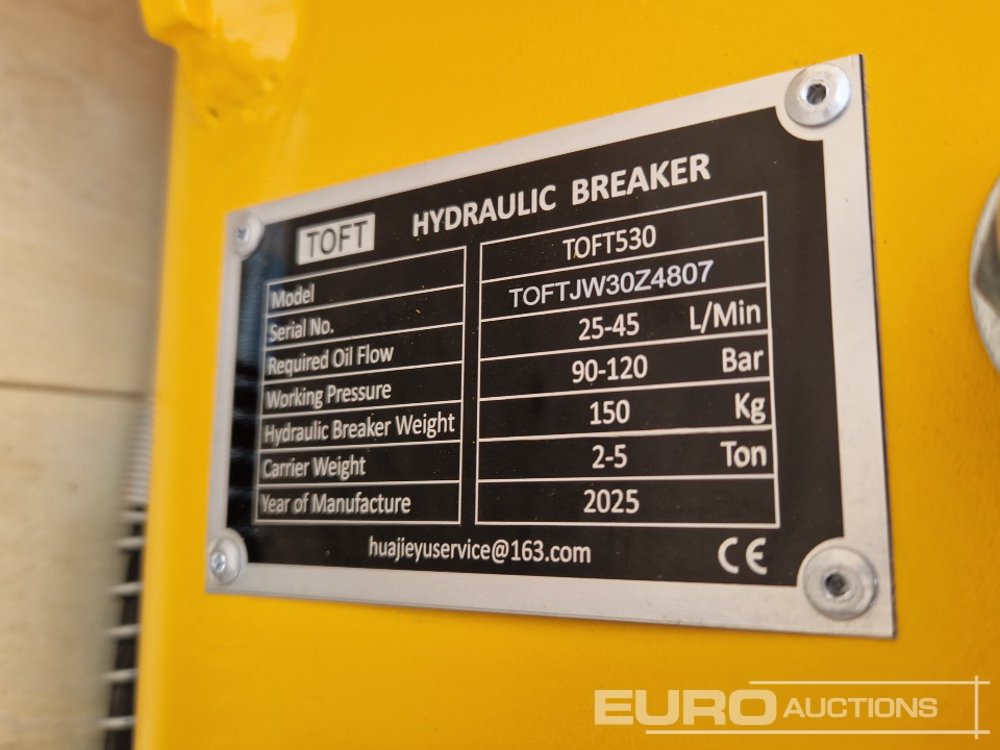 TOFT HYDRAULIC BREAKER
Model TOFT530
Serial No. TOFTJW30Z4807
Required Oil Flow 25-45 L/Min
Working Pressure 90-120 Bar
Hydraulic Breaker Weight 150 Kg
Carrier Weight 2-5 Ton
Year of Manufacture 2025
huajieyuservice@163.com CE
EURO AUCTIONS